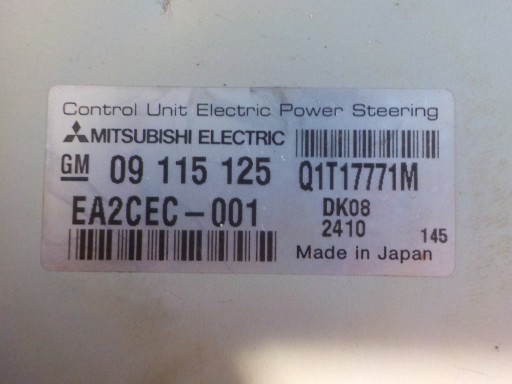 Control Unit Electric Power Steering
MITSUBISHI ELECTRIC
GM 09 115 125 Q1T17771M
EA2CEC-001 DK08
2410 145
Made in Japan